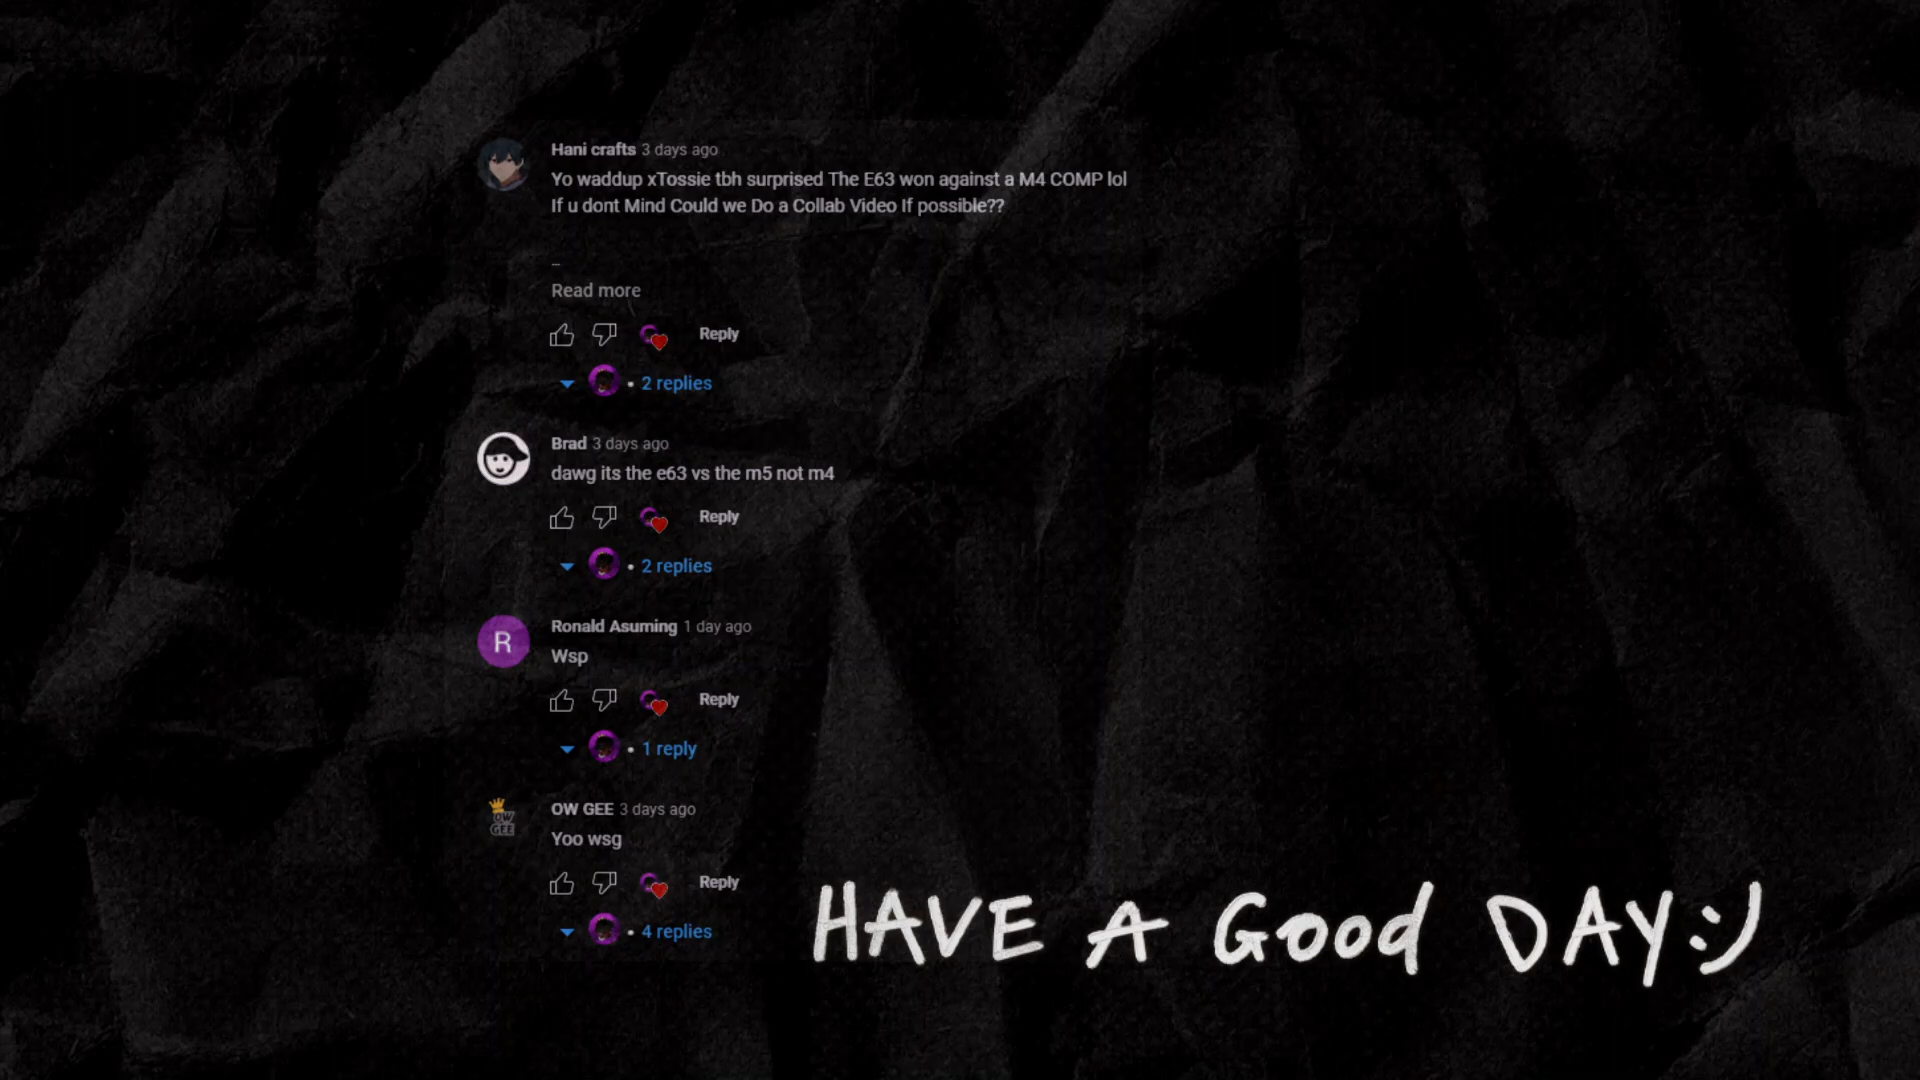 Hani crafts 3 days ago
Yo waddup xTossie tbh surprised The E63 won against a M4 COMP lol
If u dont Mind Could we Do a Collab Video If possible??
...
Read more
Reply
• 2 replies
Brad 3 days ago
dawg its the e63 vs the m5 not m4
Reply
• 2 replies
R
Ronald Asuming 1 day ago
Wsp
Reply
• 1 reply
OW GEE 3 days ago
OW
GEE
Yoo wsg
Reply
• 4 replies
HAVE A Good DAY:)